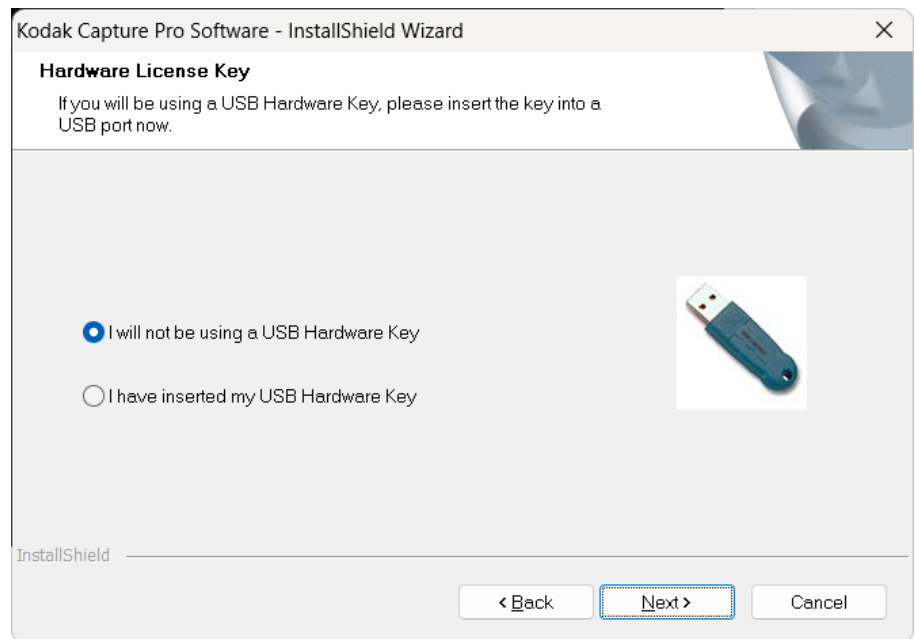 Kodak Capture Pro Software - InstallShield Wizard
Hardware License Key
If you will be using a USB Hardware Key, please insert the key into a
USB port now.
I will not be using a USB Hardware Key
I have inserted my USB Hardware Key
InstallShield
< Back
Next >
Cancel